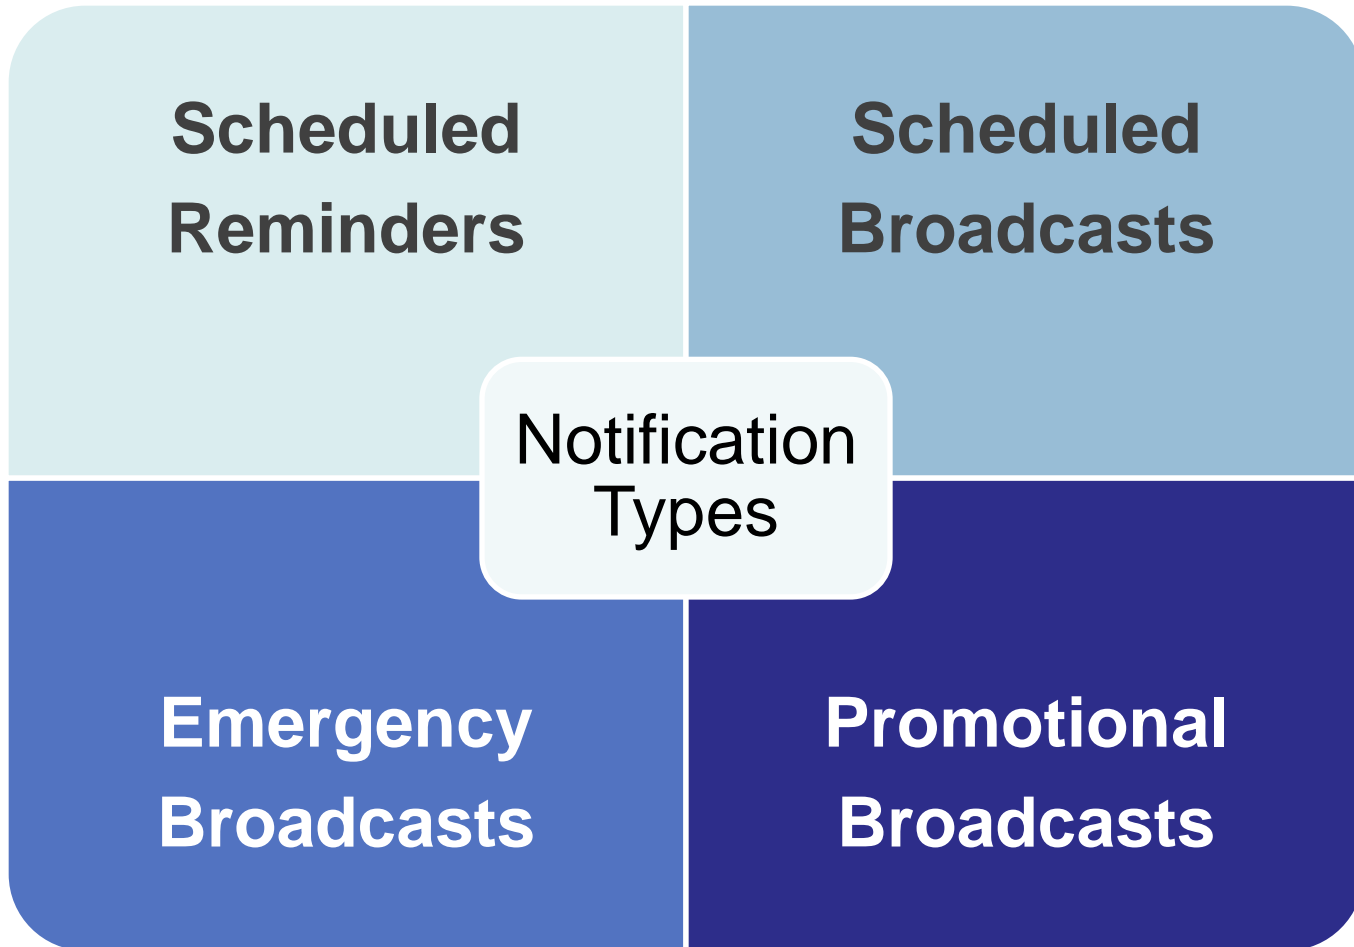 Scheduled
Reminders
Scheduled
Broadcasts
Notification
Types
Emergency
Broadcasts
Promotional
Broadcasts